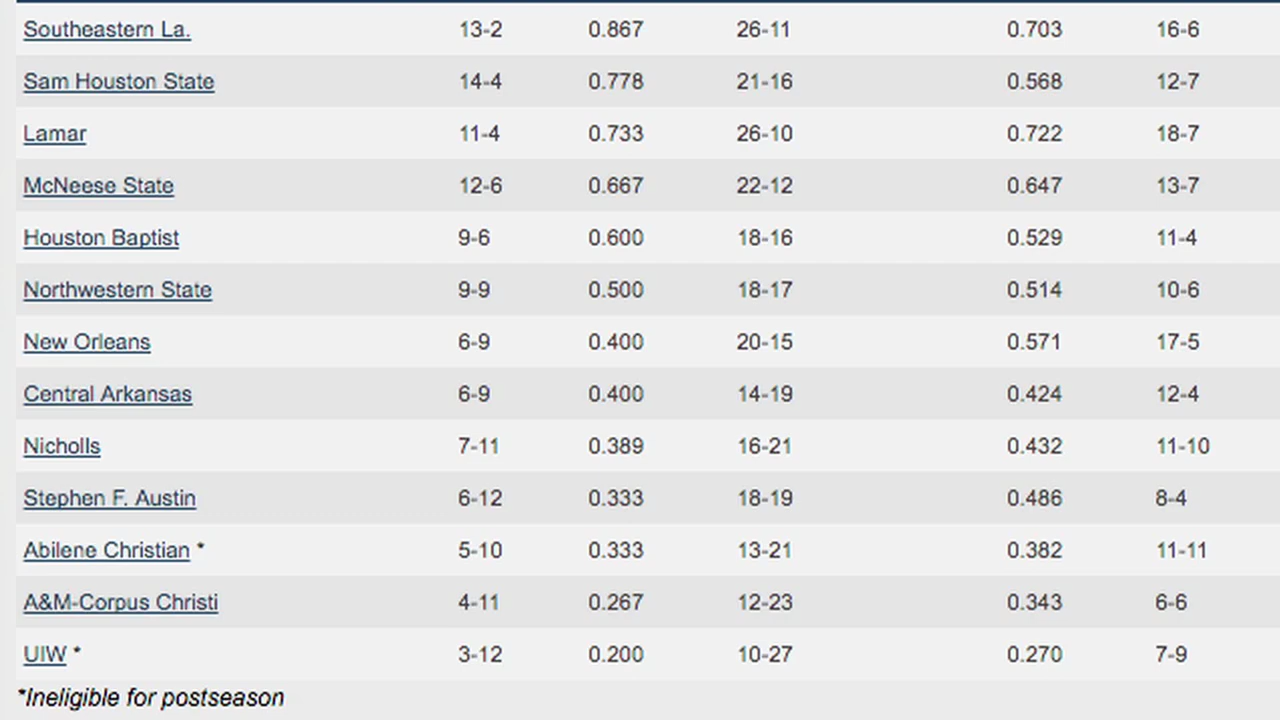 Southeastern La. 13-2 0.867 26-11 0.703 16-6
Sam Houston State 14-4 0.778 21-16 0.568 12-7
Lamar 11-4 0.733 26-10 0.722 18-7
McNeese State 12-6 0.667 22-12 0.647 13-7
Houston Baptist 9-6 0.600 18-16 0.529 11-4
Northwestern State 9-9 0.500 18-17 0.514 10-6
New Orleans 6-9 0.400 20-15 0.571 17-5
Central Arkansas 6-9 0.400 14-19 0.424 12-4
Nicholls 7-11 0.389 16-21 0.432 11-10
Stephen F. Austin 6-12 0.333 18-19 0.486 8-4
Abilene Christian * 5-10 0.333 13-21 0.382 11-11
A&M-Corpus Christi 4-11 0.267 12-23 0.343 6-6
UIW * 3-12 0.200 10-27 0.270 7-9
*Ineligible for postseason